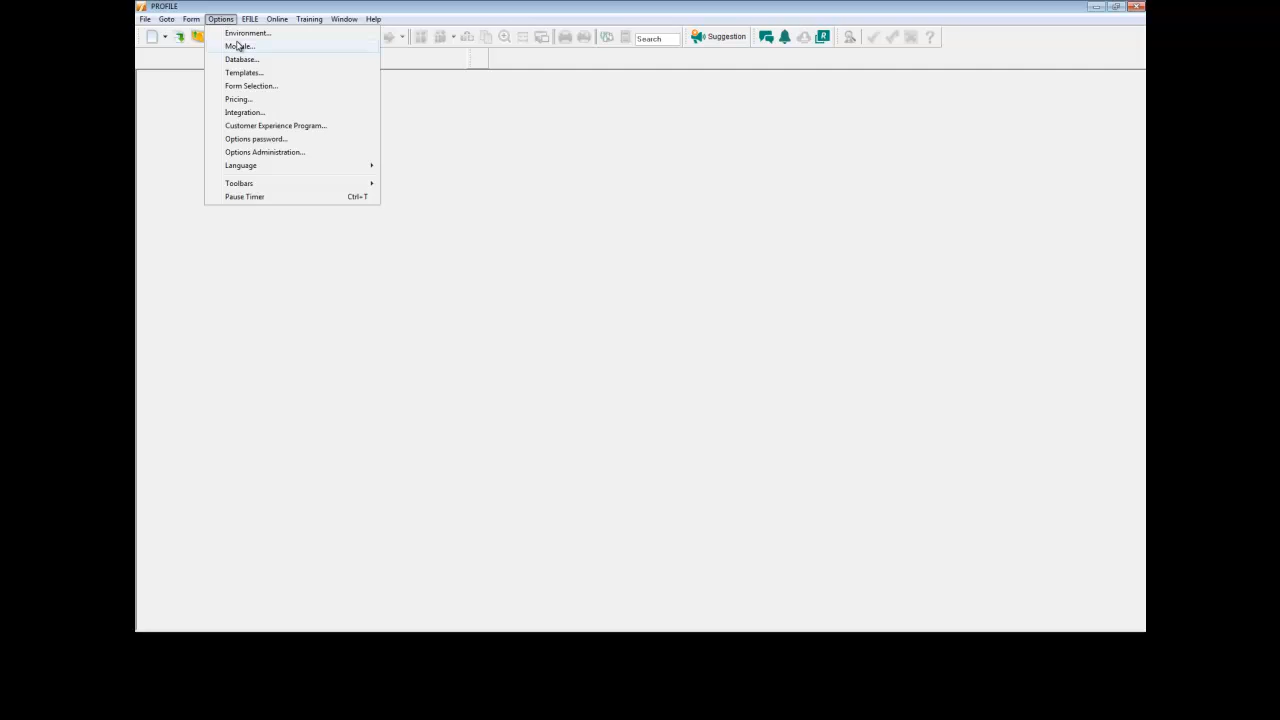 PROFILE
File Goto Form Options EFILE Online Training Window Help
Search Suggestion
Environment...
Database...
Templates...
Form Selection...
Pricing...
Integration...
Customer Experience Program...
Options password...
Options Administration...
Language
Toolbars
Pause Timer Ctrl+T